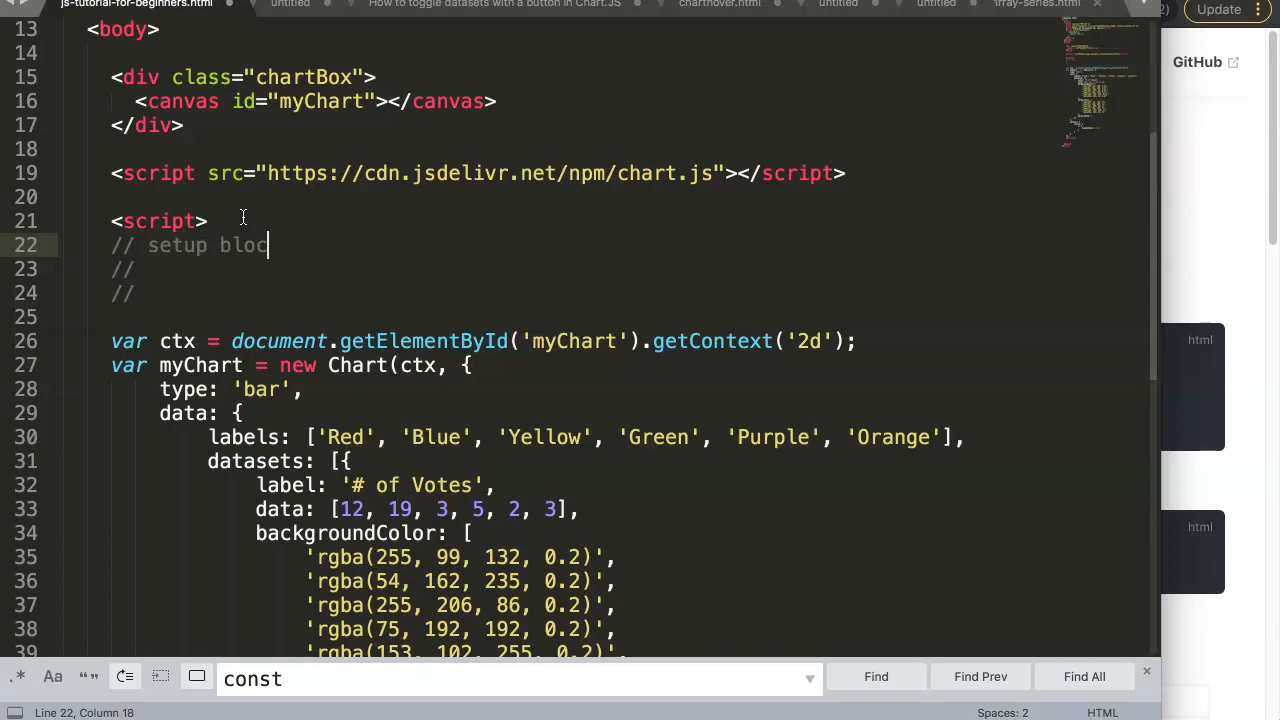 js-tutorial-for-beginners.html
untitled
How to toggle datasets with a button in Chart.JS
charthover.html
untitled
untitled
array-series.html
Update
GitHub
13 <body>
14
15 <div class="chartBox">
16 <canvas id="myChart"></canvas>
17 </div>
18
19 <script src="https://cdn.jsdelivr.net/npm/chart.js"></script>
20
21 <script>
22 // setup bloc
23 //
24 //
25
26 var ctx = document.getElementById('myChart').getContext('2d');
27 var myChart = new Chart(ctx, {
28 type: 'bar',
29 data: {
30 labels: ['Red', 'Blue', 'Yellow', 'Green', 'Purple', 'Orange'],
31 datasets: [{
32 label: '# of Votes',
33 data: [12, 19, 3, 5, 2, 3],
34 backgroundColor: [
35 'rgba(255, 99, 132, 0.2)',
36 'rgba(54, 162, 235, 0.2)',
37 'rgba(255, 206, 86, 0.2)',
38 'rgba(75, 192, 192, 0.2)',
39 'rgba(153, 102, 255, 0.2)',
html
html
.* Aa “” const Find Find Prev Find All
Line 22, Column 18 Spaces: 2 HTML